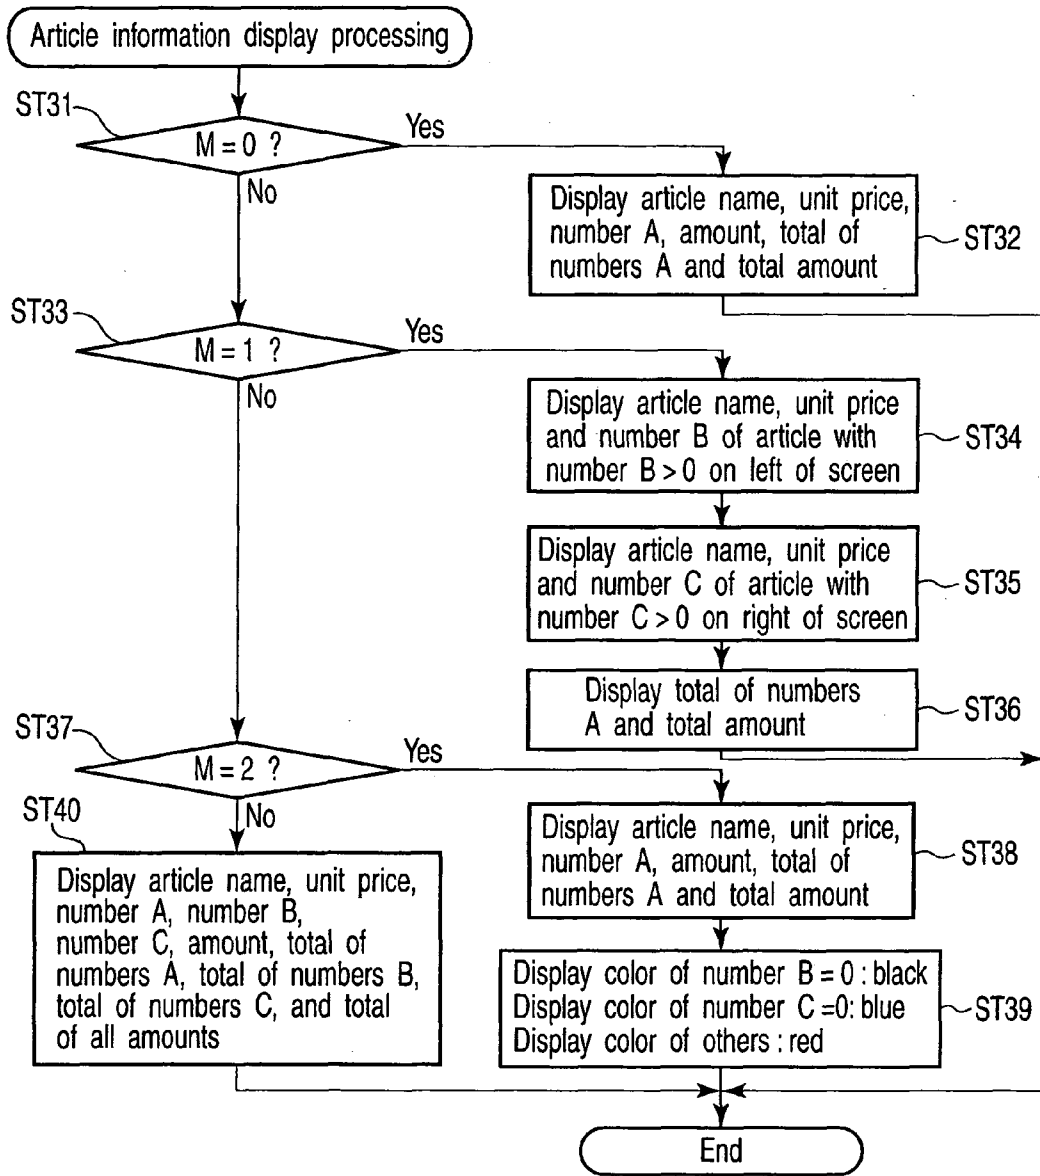 Article information display processing
ST31
M = 0 ?
Yes
No
Display article name, unit price,
number A, amount, total of
numbers A and total amount
ST32
ST33
M = 1 ?
Yes
No
Display article name, unit price
and number B of article with
number B > 0 on left of screen
ST34
Display article name, unit price
and number C of article with
number C > 0 on right of screen
ST35
Display total of numbers
A and total amount
ST36
ST37
M = 2 ?
Yes
No
Display article name, unit price,
number A, amount, total of
numbers A and total amount
ST38
ST40
Display article name, unit price,
number A, number B,
number C, amount, total of
numbers A, total of numbers B,
total of numbers C, and total
of all amounts
Display color of number B = 0 : black
Display color of number C =0: blue
Display color of others : red
ST39
End